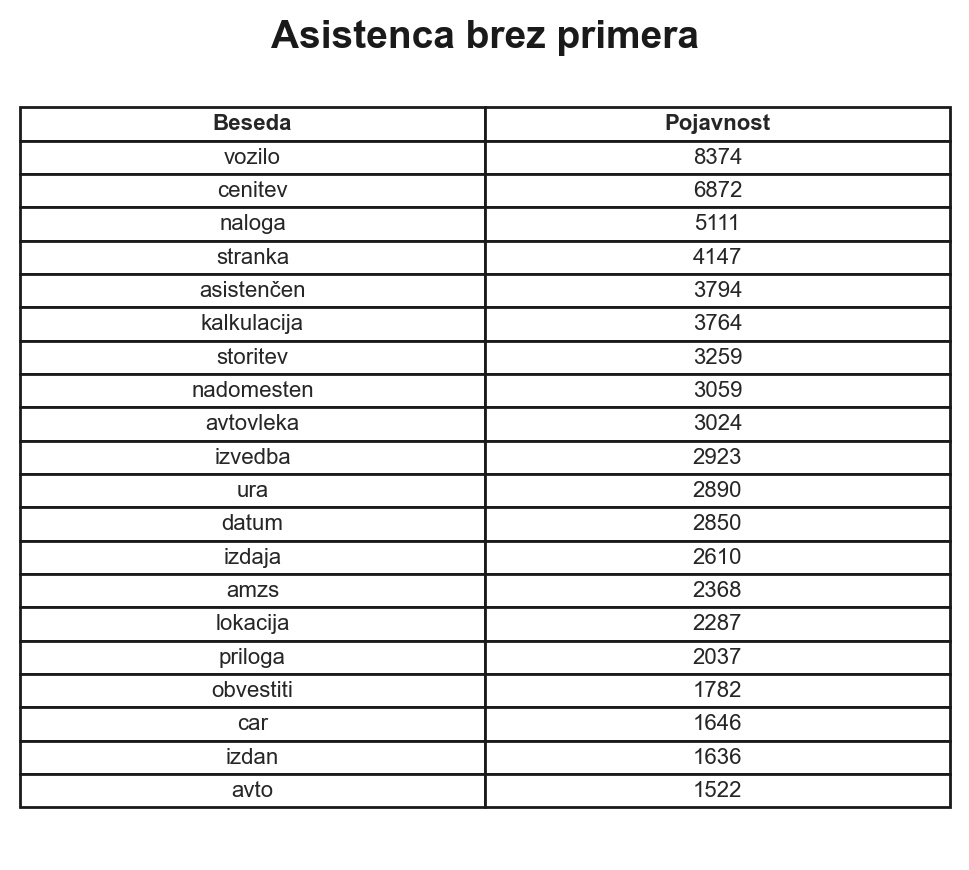 Asistenca brez primera
Beseda Pojavnost
vozilo 8374
cenitev 6872
naloga 5111
stranka 4147
asistenčen 3794
kalkulacija 3764
storitev 3259
nadomesten 3059
avtovleka 3024
izvedba 2923
ura 2890
datum 2850
izdaja 2610
amzs 2368
lokacija 2287
priloga 2037
obvestiti 1782
car 1646
izdan 1636
avto 1522